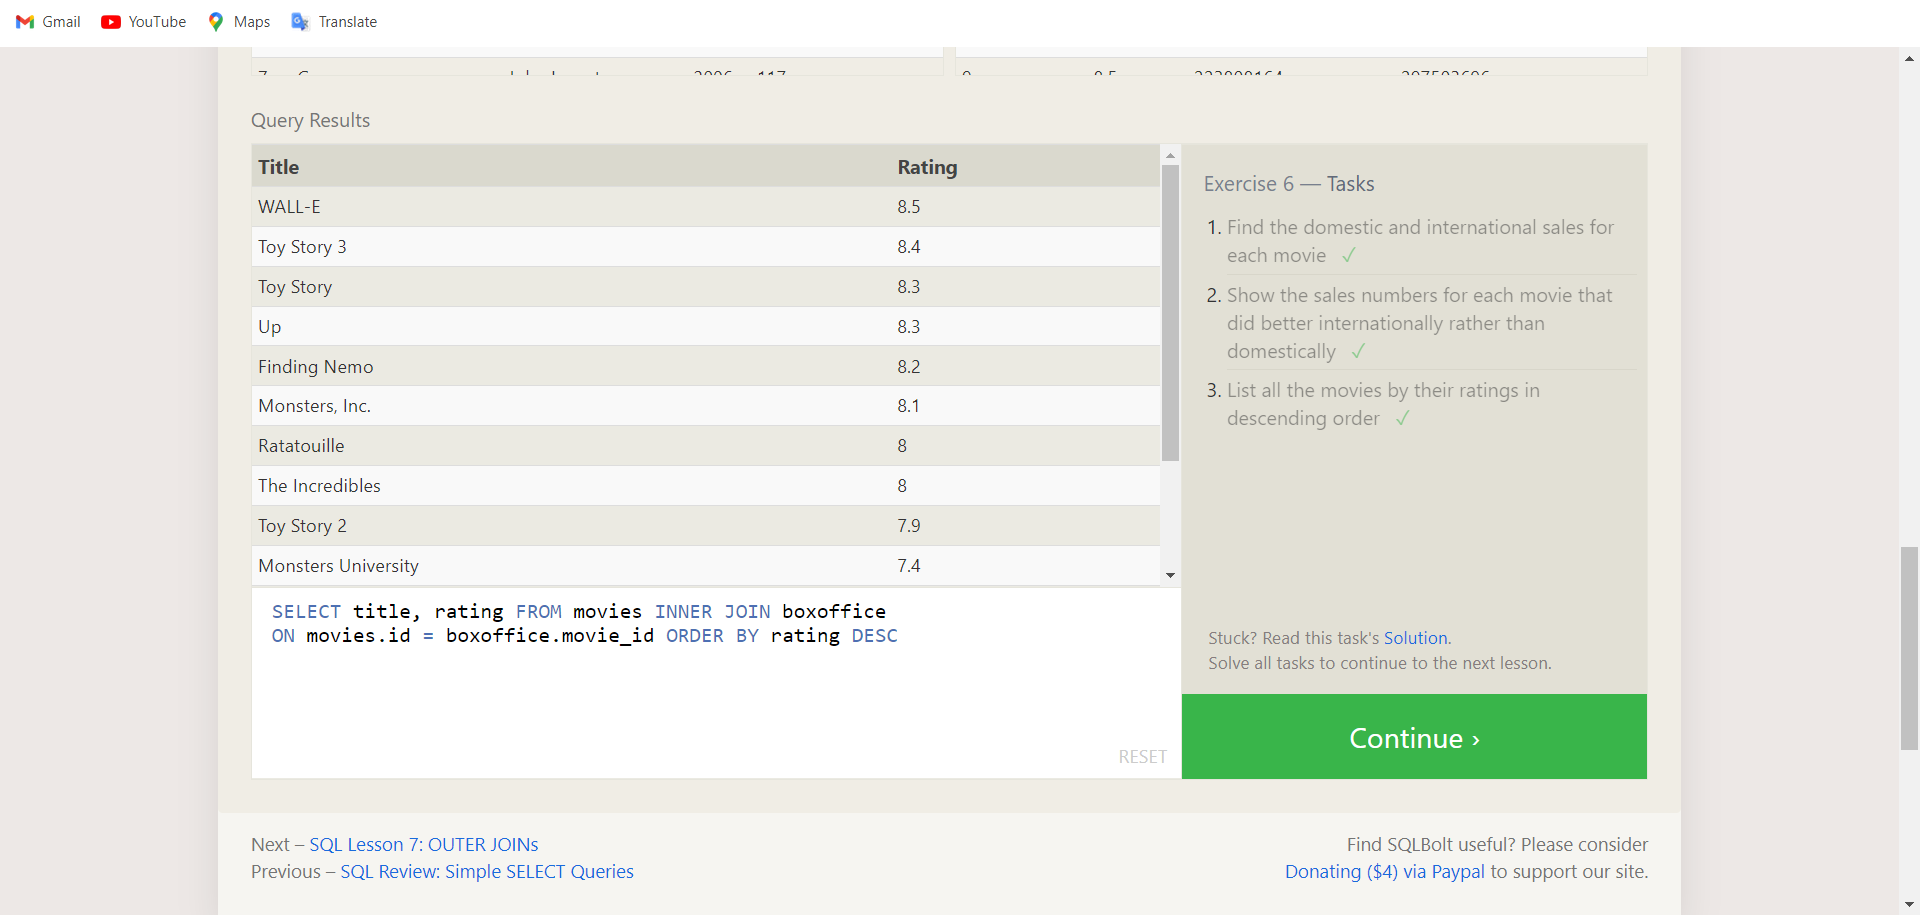 Gmail YouTube Maps Translate
Query Results
Title Rating
WALL-E 8.5
Toy Story 3 8.4
Toy Story 8.3
Up 8.3
Finding Nemo 8.2
Monsters, Inc. 8.1
Ratatouille 8
The Incredibles 8
Toy Story 2 7.9
Monsters University 7.4
SELECT title, rating FROM movies INNER JOIN boxoffice
ON movies.id = boxoffice.movie_id ORDER BY rating DESC
RESET
Exercise 6 — Tasks
1. Find the domestic and international sales for
each movie ✓
2. Show the sales numbers for each movie that
did better internationally rather than
domestically ✓
3. List all the movies by their ratings in
descending order ✓
Stuck? Read this task's Solution.
Solve all tasks to continue to the next lesson.
Continue ›
Next – SQL Lesson 7: OUTER JOINs
Previous – SQL Review: Simple SELECT Queries
Find SQLBolt useful? Please consider
Donating ($4) via Paypal to support our site.